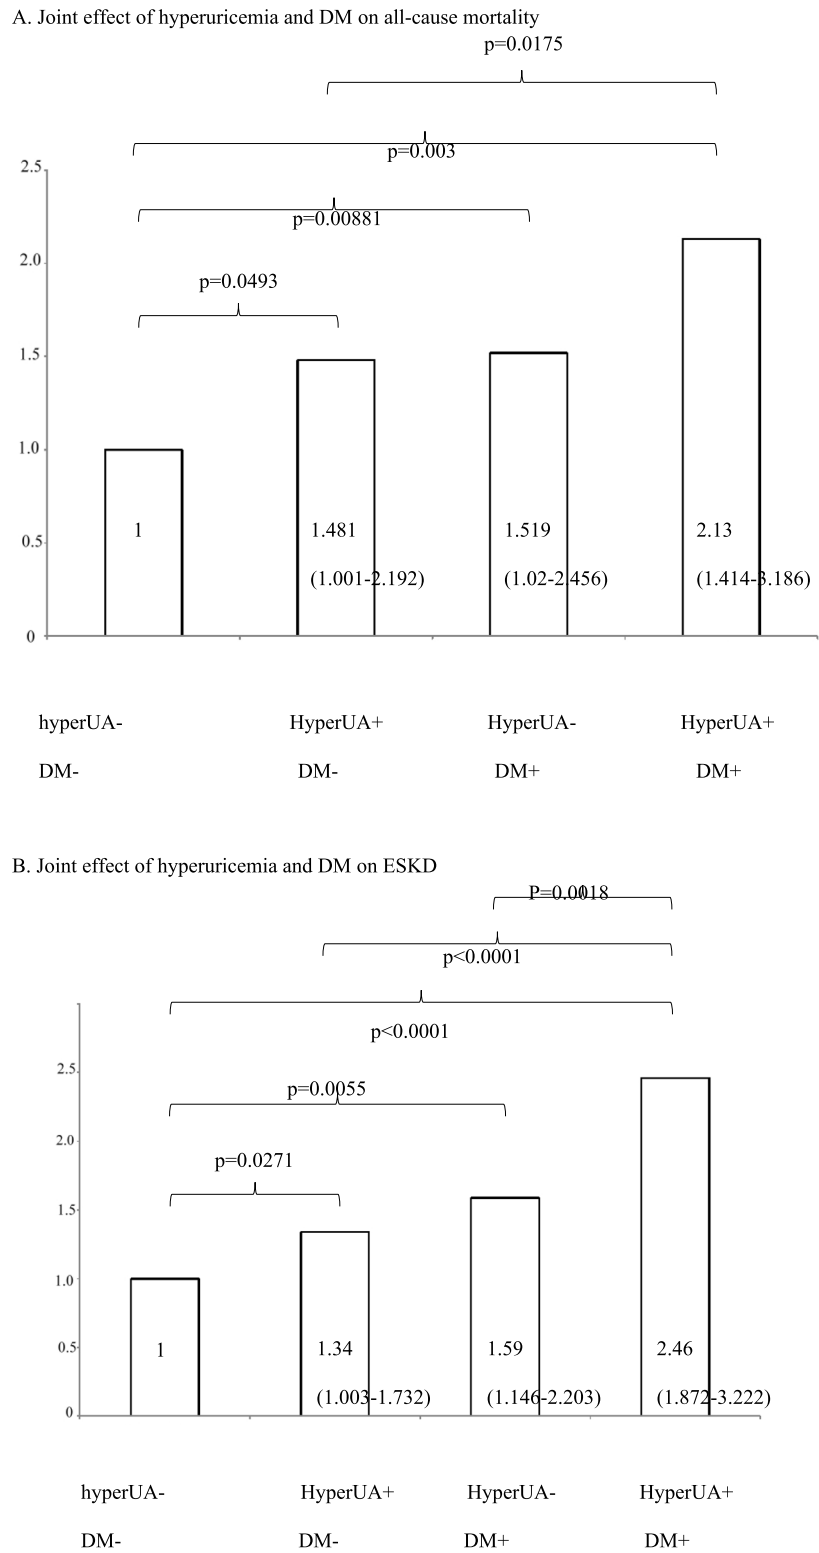 A. Joint effect of hyperuricemia and DM on all-cause mortality
p=0.0175
p=0.003
2.5
p=0.00881
2.0
p=0.0493
1.5
1.0
1 1.481 1.519 2.13
0.5
(1.001-2.192) (1.02-2.456) (1.414-3.186)
0
hyperUA- HyperUA+ HyperUA- HyperUA+
DM- DM- DM+ DM+
B. Joint effect of hyperuricemia and DM on ESKD
P=0.0018
p<0.0001
p<0.0001
2.5
p=0.0055
2.0
p=0.0271
1.5
1.0
0.5 1 1.34 1.59 2.46
(1.003-1.732) (1.146-2.203) (1.872-3.222)
0
hyperUA- HyperUA+ HyperUA- HyperUA+
DM- DM- DM+ DM+